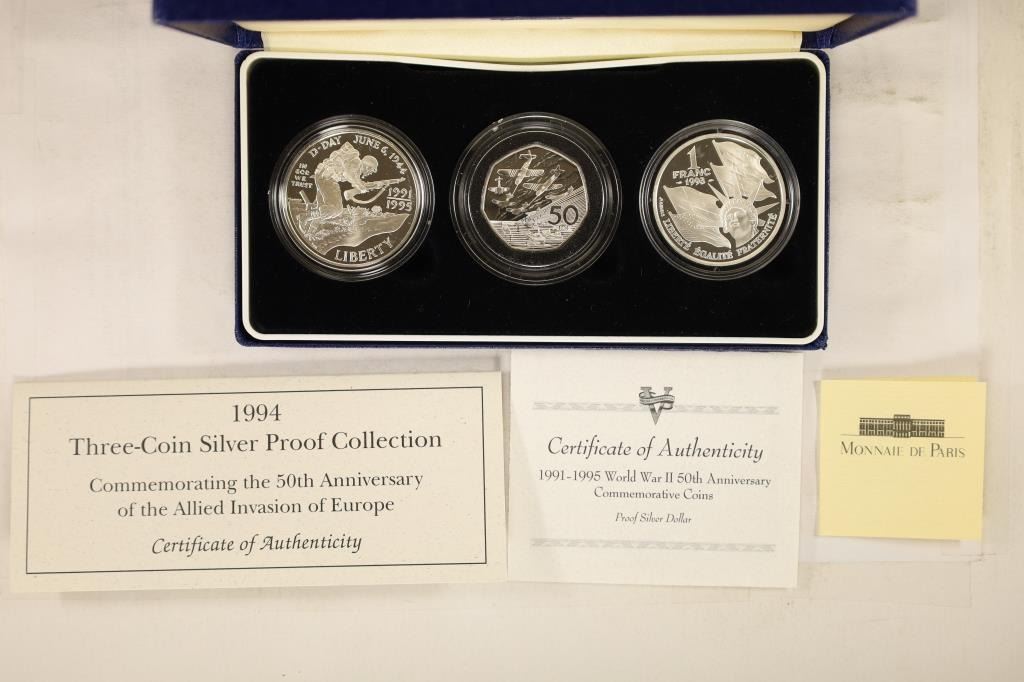 D-DAY JUNE 6, 1944
IN
GOD
WE
TRUST
1991
1995
LIBERTY
50
1
FRANC
1993
LIBERTÉ ÉGALITÉ FRATERNITÉ
1994
Three-Coin Silver Proof Collection
Commemorating the 50th Anniversary
of the Allied Invasion of Europe
Certificate of Authenticity
Certificate of Authenticity
1991-1995 World War II 50th Anniversary
Commemorative Coins
Proof Silver Dollar
MONNAIE DE PARIS